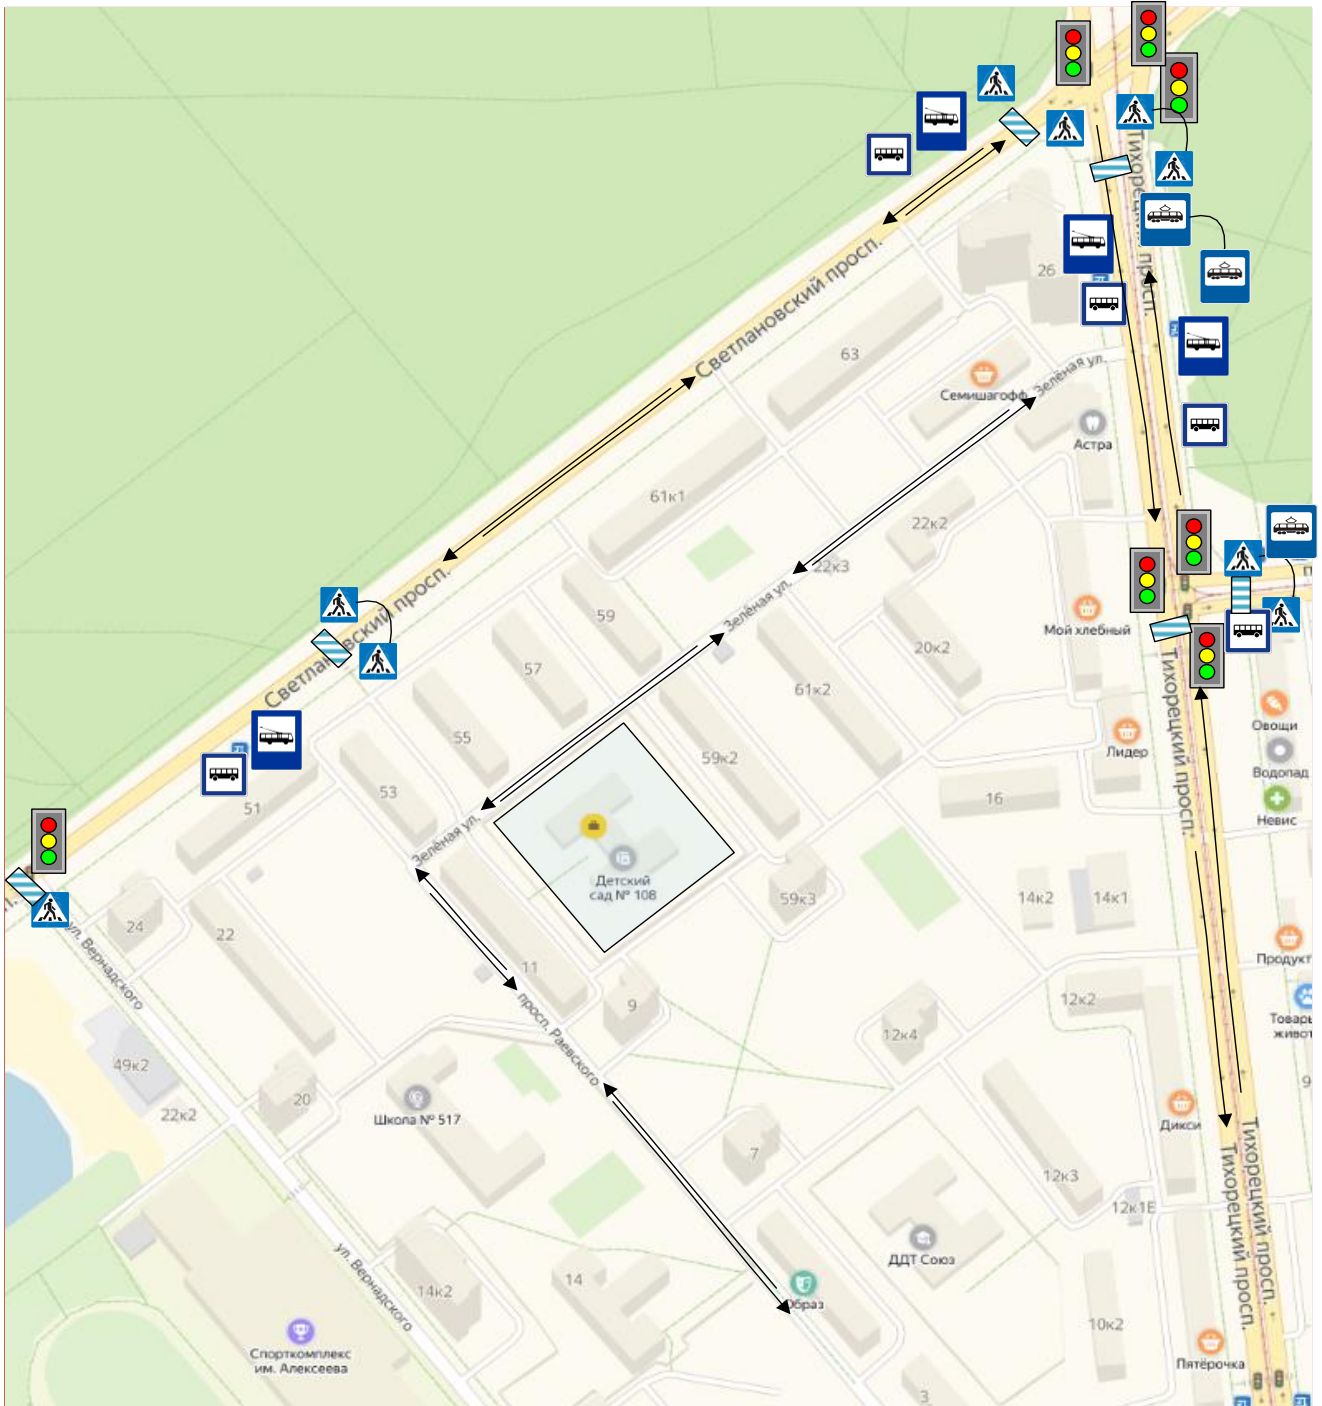 Тихорецкий просп.
26
Светлановский просп.
63
Зелёная ул.
Семишагофф
Астра
61к1
22к2
22к3
Зелёная ул.
59
Мой хлебный
20к2
57
61к2
Светлановский просп.
Овощи
55
59к2
Лидер
Тихорецкий просп.
Водопад
53
16
51
Невис
Зелёная ул.
Детский
сад № 108
59к3
14к2
14к1
24
22
ул. Вернадского
11
Продукт
9
просп. Раевского
12к2
12к4
49к2
20
22к2
Школа № 517
Дикси
7
12к3
12к1Е
Тихорецкий просп.
Тихорецкий просп.
ДДТ Союз
ул. Вернадского
14к2
14
Образ
10к2
Спорткомплекс
им. Алексеева
Пятёрочка
3